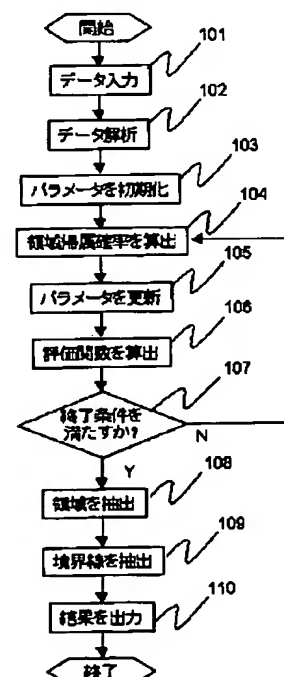 開始
101
データ入力
102
データ解析
103
パラメータを初期化
104
領域帰属確率を算出
105
パラメータを更新
106
評価関数を算出
107
終了条件を
満たすか?
N
Y
108
領域を抽出
109
境界線を抽出
110
結果を出力
終了